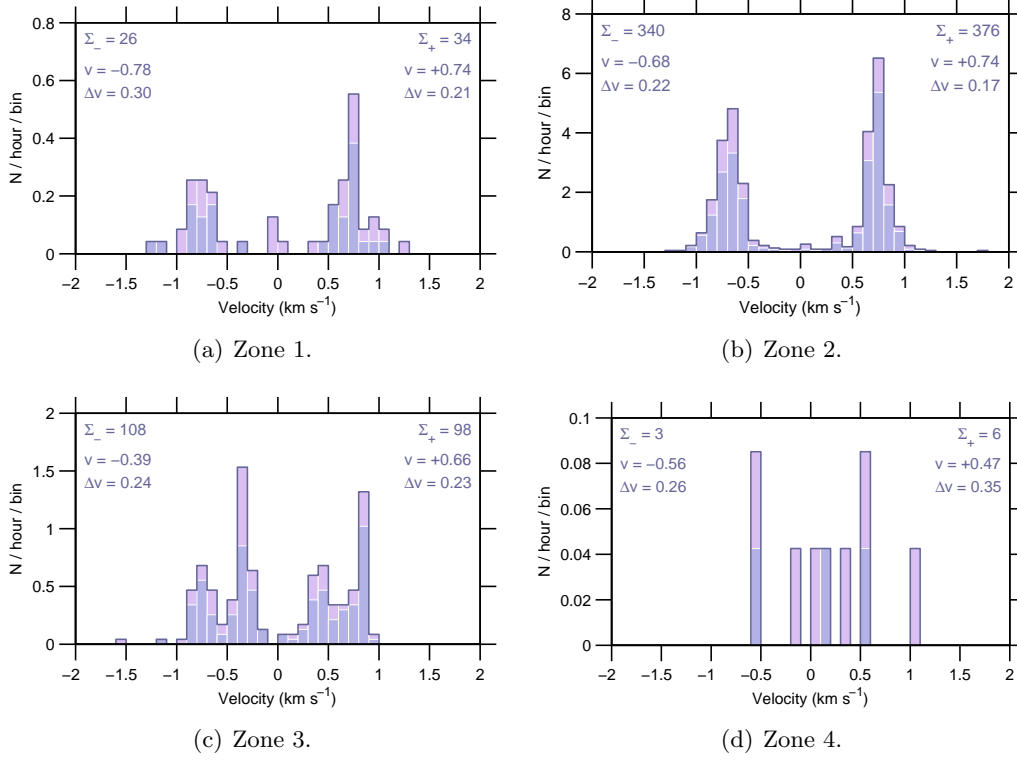 0.8
0.6
0.4
0.2
0
N / hour / bin
Σ₋ = 26
v = −0.78
Δv = 0.30
Σ₊ = 34
v = +0.74
Δv = 0.21
−2 −1.5 −1 −0.5 0 0.5 1 1.5 2
Velocity (km s⁻¹)
(a) Zone 1.
8
6
4
2
0
N / hour / bin
Σ₋ = 340
v = −0.68
Δv = 0.22
Σ₊ = 376
v = +0.74
Δv = 0.17
−2 −1.5 −1 −0.5 0 0.5 1 1.5 2
Velocity (km s⁻¹)
(b) Zone 2.
2
1.5
1
0.5
0
N / hour / bin
Σ₋ = 108
v = −0.39
Δv = 0.24
Σ₊ = 98
v = +0.66
Δv = 0.23
−2 −1.5 −1 −0.5 0 0.5 1 1.5 2
Velocity (km s⁻¹)
(c) Zone 3.
0.1
0.08
0.06
0.04
0.02
0
N / hour / bin
Σ₋ = 3
v = −0.56
Δv = 0.26
Σ₊ = 6
v = +0.47
Δv = 0.35
−2 −1.5 −1 −0.5 0 0.5 1 1.5 2
Velocity (km s⁻¹)
(d) Zone 4.